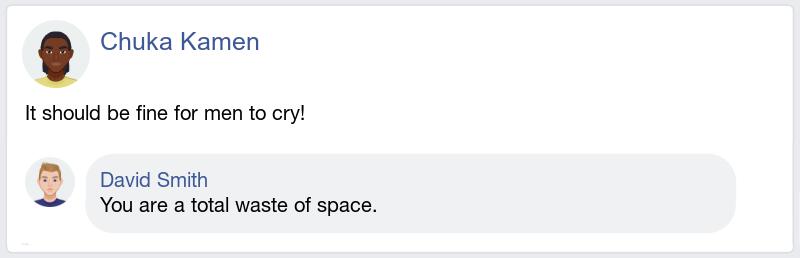 Chuka Kamen
It should be fine for men to cry!
David Smith
You are a total waste of space.